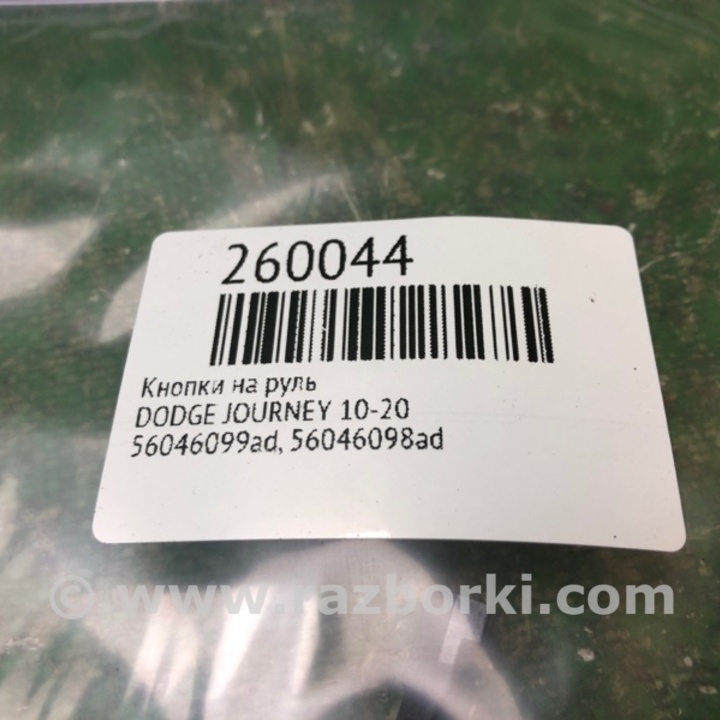 260044
Кнопки на руль
DODGE JOURNEY 10-20
56046099ad, 56046098ad
© www.razborki.com